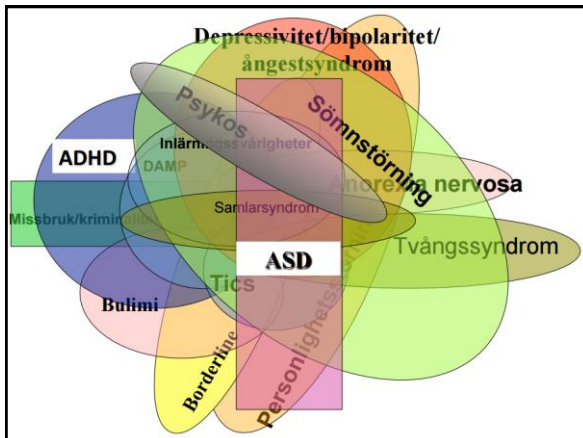 Depressivitet/bipolaritet/
ångestsyndrom
Psykos
Sömnstörning
Inlärningssvårigheter
ADHD
DAMP
Anorexia nervosa
Missbruk/kriminalitet
Samlarsyndrom
Tvångssyndrom
ASD
Tics
Bulimi
Borderline
Personlighetsstörning